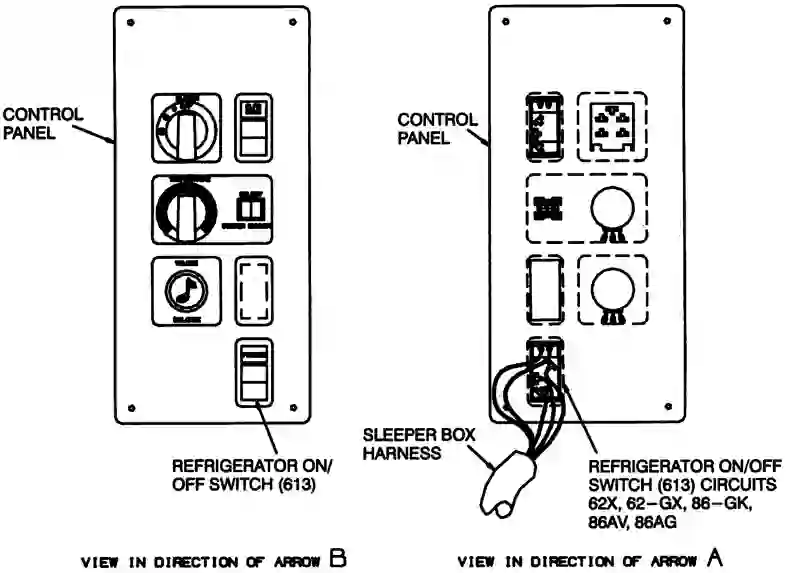 CONTROL
PANEL
REFRIGERATOR ON/
OFF SWITCH (613)
VIEW IN DIRECTION OF ARROW B
CONTROL
PANEL
SLEEPER BOX
HARNESS
REFRIGERATOR ON/OFF
SWITCH (613) CIRCUITS
62X, 62–GX, 86–GK,
86AV, 86AG
VIEW IN DIRECTION OF ARROW A